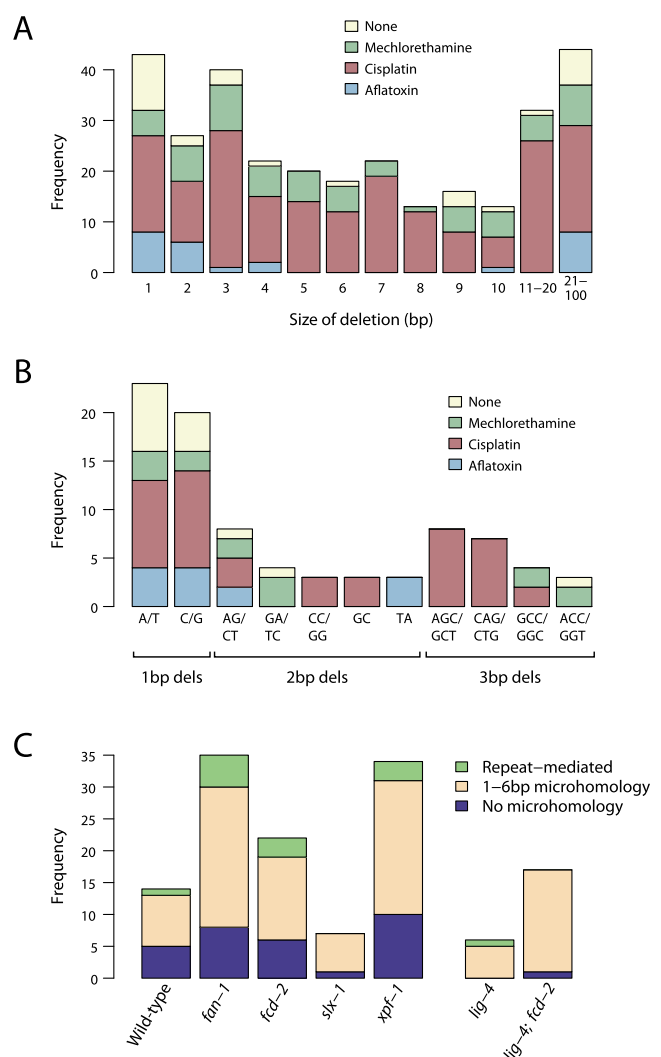 A
None
Mechlorethamine
Cisplatin
Aflatoxin
Frequency
40
30
20
10
0
1 2 3 4 5 6 7 8 9 10 11−20 21−
100
Size of deletion (bp)
B
None
Mechlorethamine
Cisplatin
Aflatoxin
Frequency
20
15
10
5
0
A/T C/G AG/ GA/ CC/ GC TA AGC/ CAG/ GCC/ ACC/
CT TC GG GCT CTG GGC GGT
1bp dels 2bp dels 3bp dels
C
Repeat−mediated
1−6bp microhomology
No microhomology
Frequency
35
30
25
20
15
10
5
0
Wild-type fan−1 fcd−2 slx−1 xpf−1 lig−4 lig−4; fcd−2